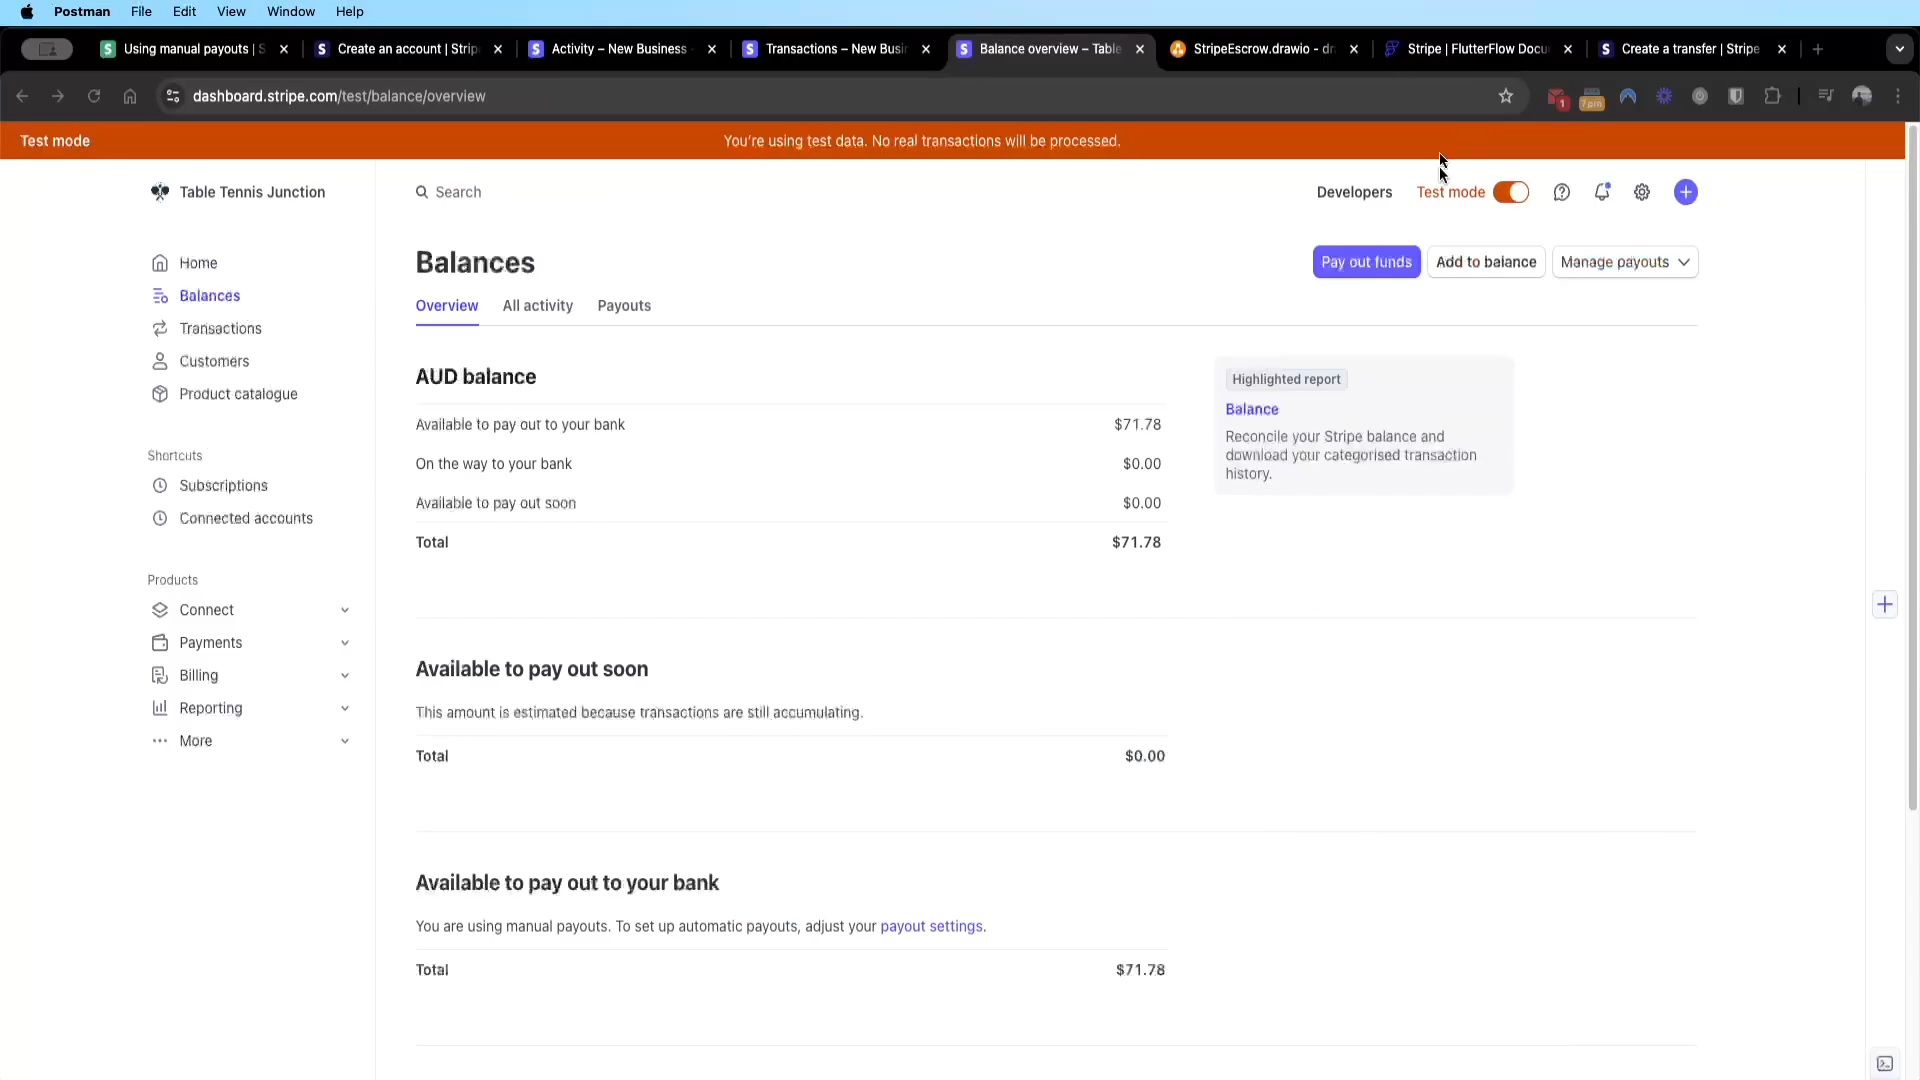 Postman File Edit View Window Help
Using manual payouts | S
Create an account | Strip
Activity – New Business -
Transactions – New Busin
Balance overview – Table
StripeEscrow.drawio - dr
Stripe | FlutterFlow Docu
Create a transfer | Stripe
dashboard.stripe.com/test/balance/overview
1
7pm
Test mode
You're using test data. No real transactions will be processed.
Table Tennis Junction
Search
Developers
Test mode
Home
Balances
Transactions
Customers
Product catalogue
Shortcuts
Subscriptions
Connected accounts
Products
Connect
Payments
Billing
Reporting
More
Balances
Pay out funds
Add to balance
Manage payouts
Overview All activity Payouts
AUD balance
Available to pay out to your bank $71.78
On the way to your bank $0.00
Available to pay out soon $0.00
Total $71.78
Highlighted report
Balance
Reconcile your Stripe balance and
download your categorised transaction
history.
Available to pay out soon
This amount is estimated because transactions are still accumulating.
Total $0.00
Available to pay out to your bank
You are using manual payouts. To set up automatic payouts, adjust your payout settings.
Total $71.78